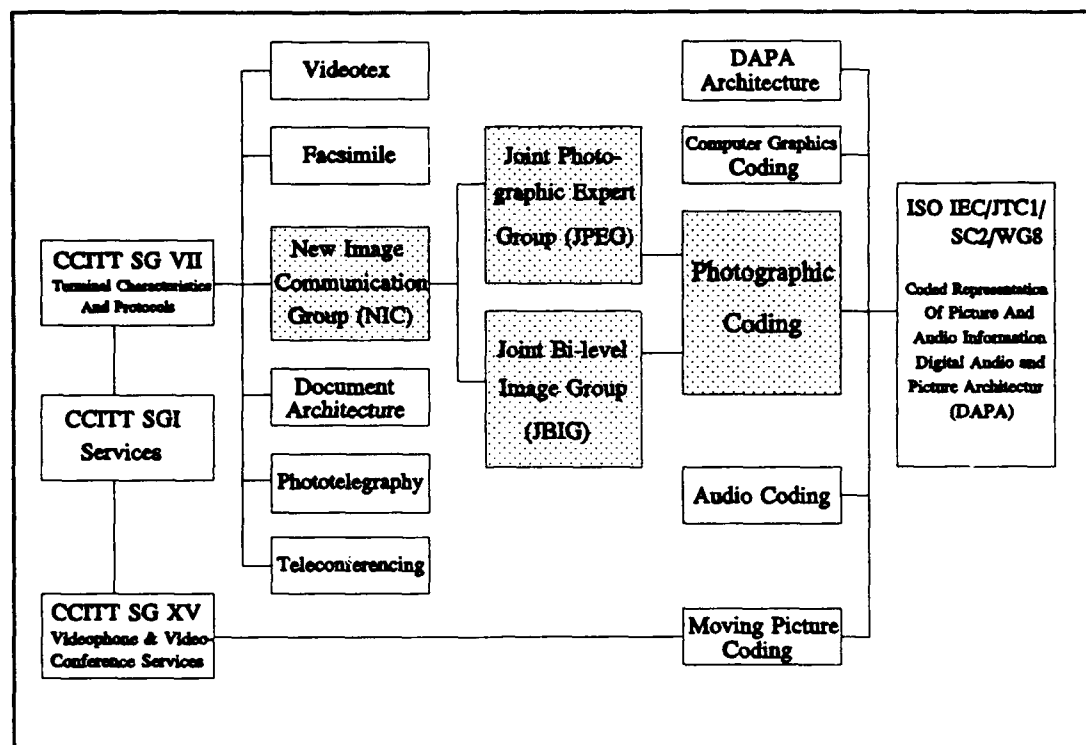 Videotex
Facsimile
New Image
Communication
Group (NIC)
Document
Architecture
Phototelegraphy
Teleconferencing
CCITT SG VII
Terminal Characteristics
And Protocols
CCITT SGI
Services
CCITT SG XV
Videophone & Video-
Conference Services
Joint Photo-
graphic Expert
Group (JPEG)
Joint Bi-level
Image Group
(JBIG)
DAPA
Architecture
Computer Graphics
Coding
Photographic
Coding
Audio Coding
Moving Picture
Coding
ISO IEC/JTC1/
SC2/WG8
Coded Representation
Of Picture And
Audio Information
Digital Audio and
Picture Architectur
(DAPA)